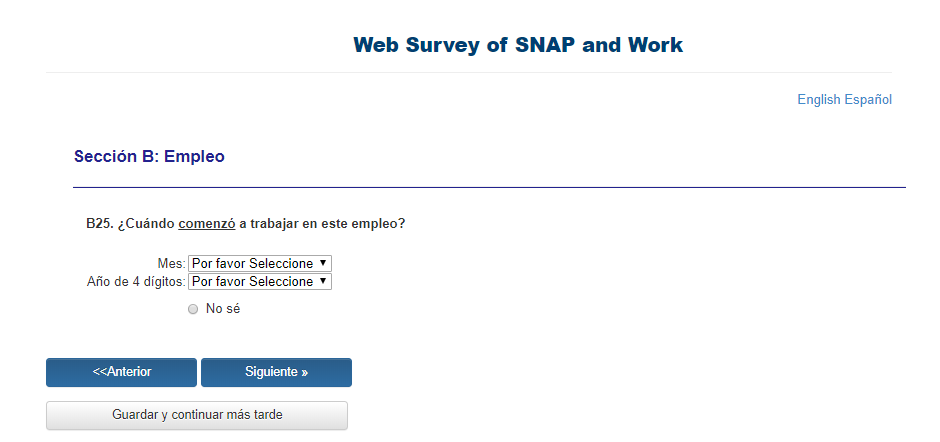 Web Survey of SNAP and Work
English Español
Sección B: Empleo
B25. ¿Cuándo comenzó a trabajar en este empleo?
Mes: Por favor Seleccione
Año de 4 dígitos: Por favor Seleccione
No sé
<<Anterior Siguiente »
Guardar y continuar más tarde